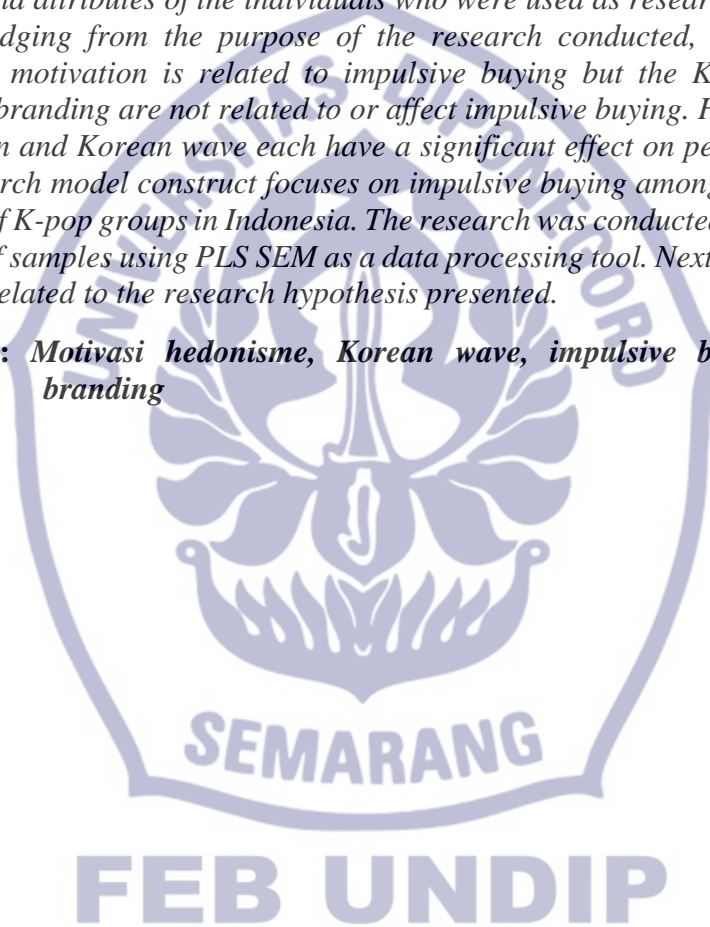 nd attributes of the individuals who were used as resear
dging from the purpose of the research conducted,
motivation is related to impulsive buying but the K
branding are not related to or affect impulsive buying. H
n and Korean wave each have a significant effect on pe
rch model construct focuses on impulsive buying among
of K-pop groups in Indonesia. The research was conducted
f samples using PLS SEM as a data processing tool. Next
elated to the research hypothesis presented.
: Motivasi hedonisme, Korean wave, impulsive b
branding
UNIVERSITAS DIPONEGORO
SEMARANG
FEB UNDIP